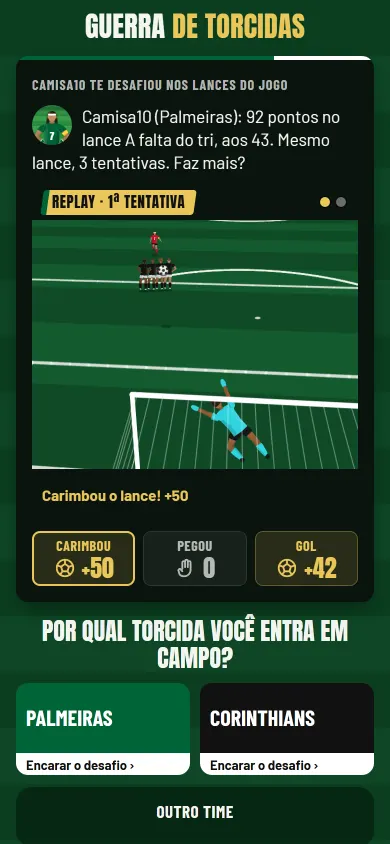 GUERRA DE TORCIDAS
CAMISA10 TE DESAFIOU NOS LANCES DO JOGO
7
Camisa10 (Palmeiras): 92 pontos no
lance A falta do tri, aos 43. Mesmo
lance, 3 tentativas. Faz mais?
REPLAY · 1ª TENTATIVA
Carimbou o lance! +50
CARIMBOU
+50
PEGOU
0
GOL
+42
POR QUAL TORCIDA VOCÊ ENTRA EM
CAMPO?
PALMEIRAS
Encarar o desafio ›
CORINTHIANS
Encarar o desafio ›
OUTRO TIME